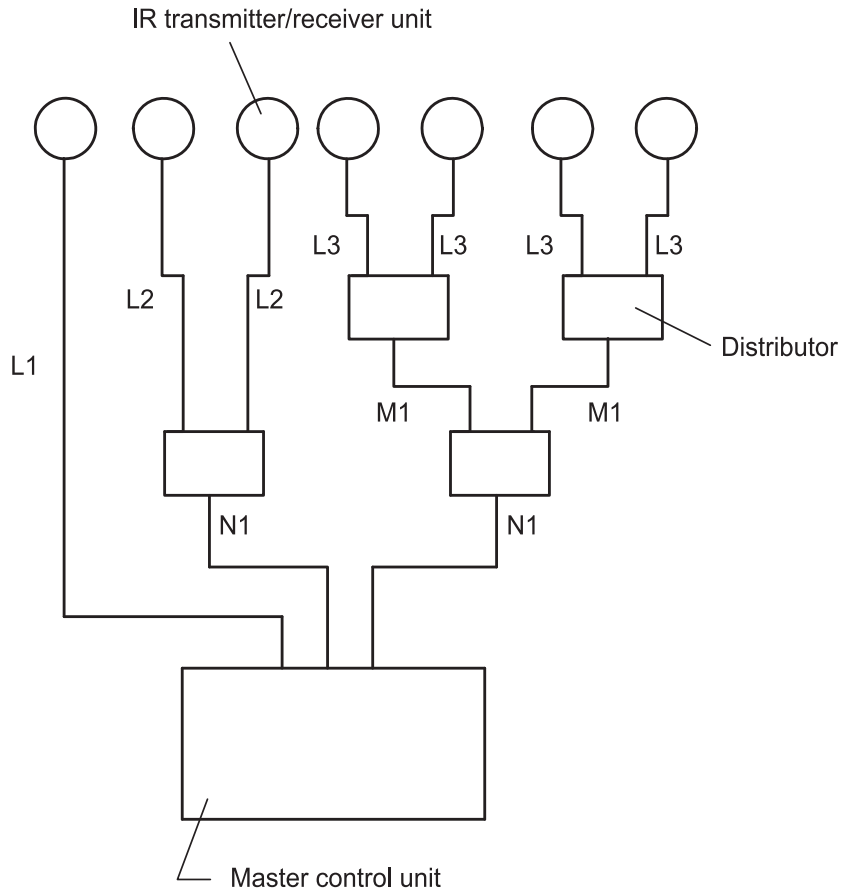 IR transmitter/receiver unit
L3
L3
L3
L3
L2
L2
Distributor
L1
M1
M1
N1
N1
Master control unit